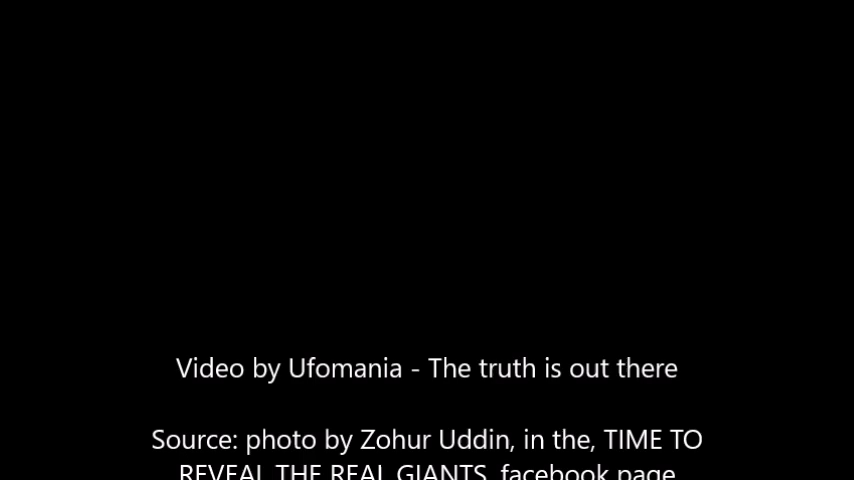 Video by Ufomania - The truth is out there
Source: photo by Zohur Uddin, in the, TIME TO
REVEAL THE REAL GIANTS, facebook page